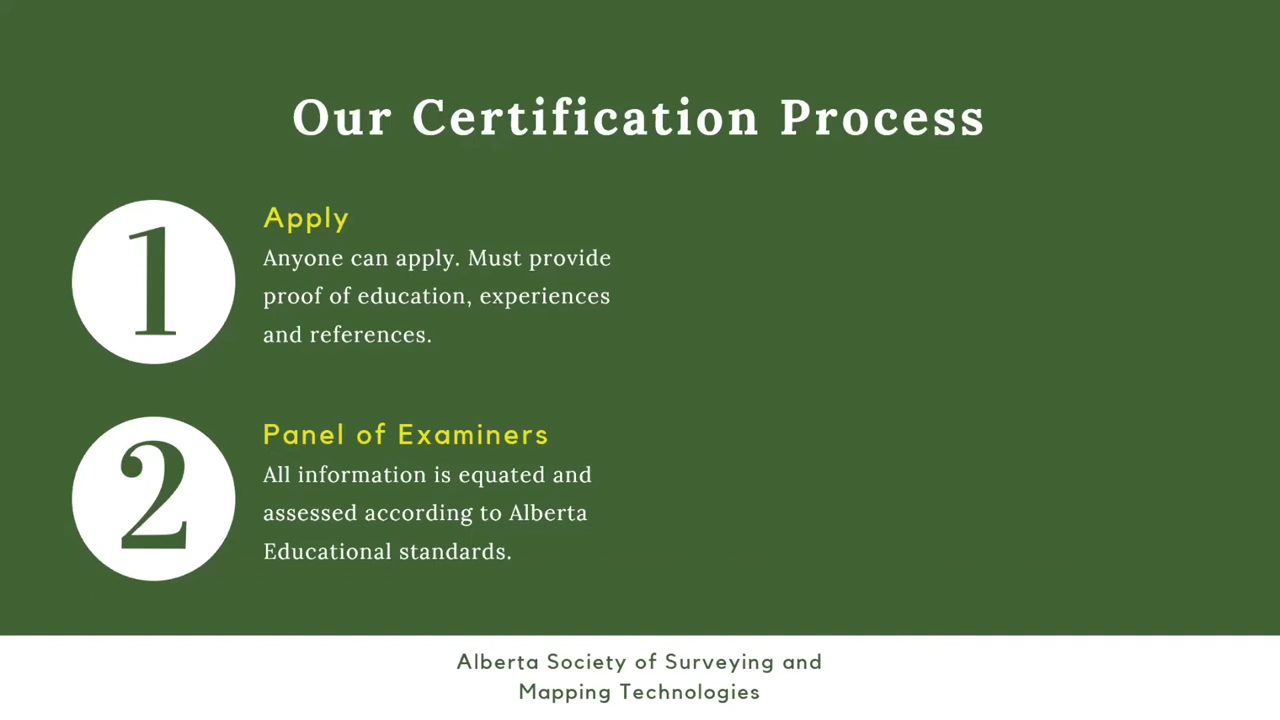 Our Certification Process
1
Apply
Anyone can apply. Must provide
proof of education, experiences
and references.
2
Panel of Examiners
All information is equated and
assessed according to Alberta
Educational standards.
Alberta Society of Surveying and
Mapping Technologies